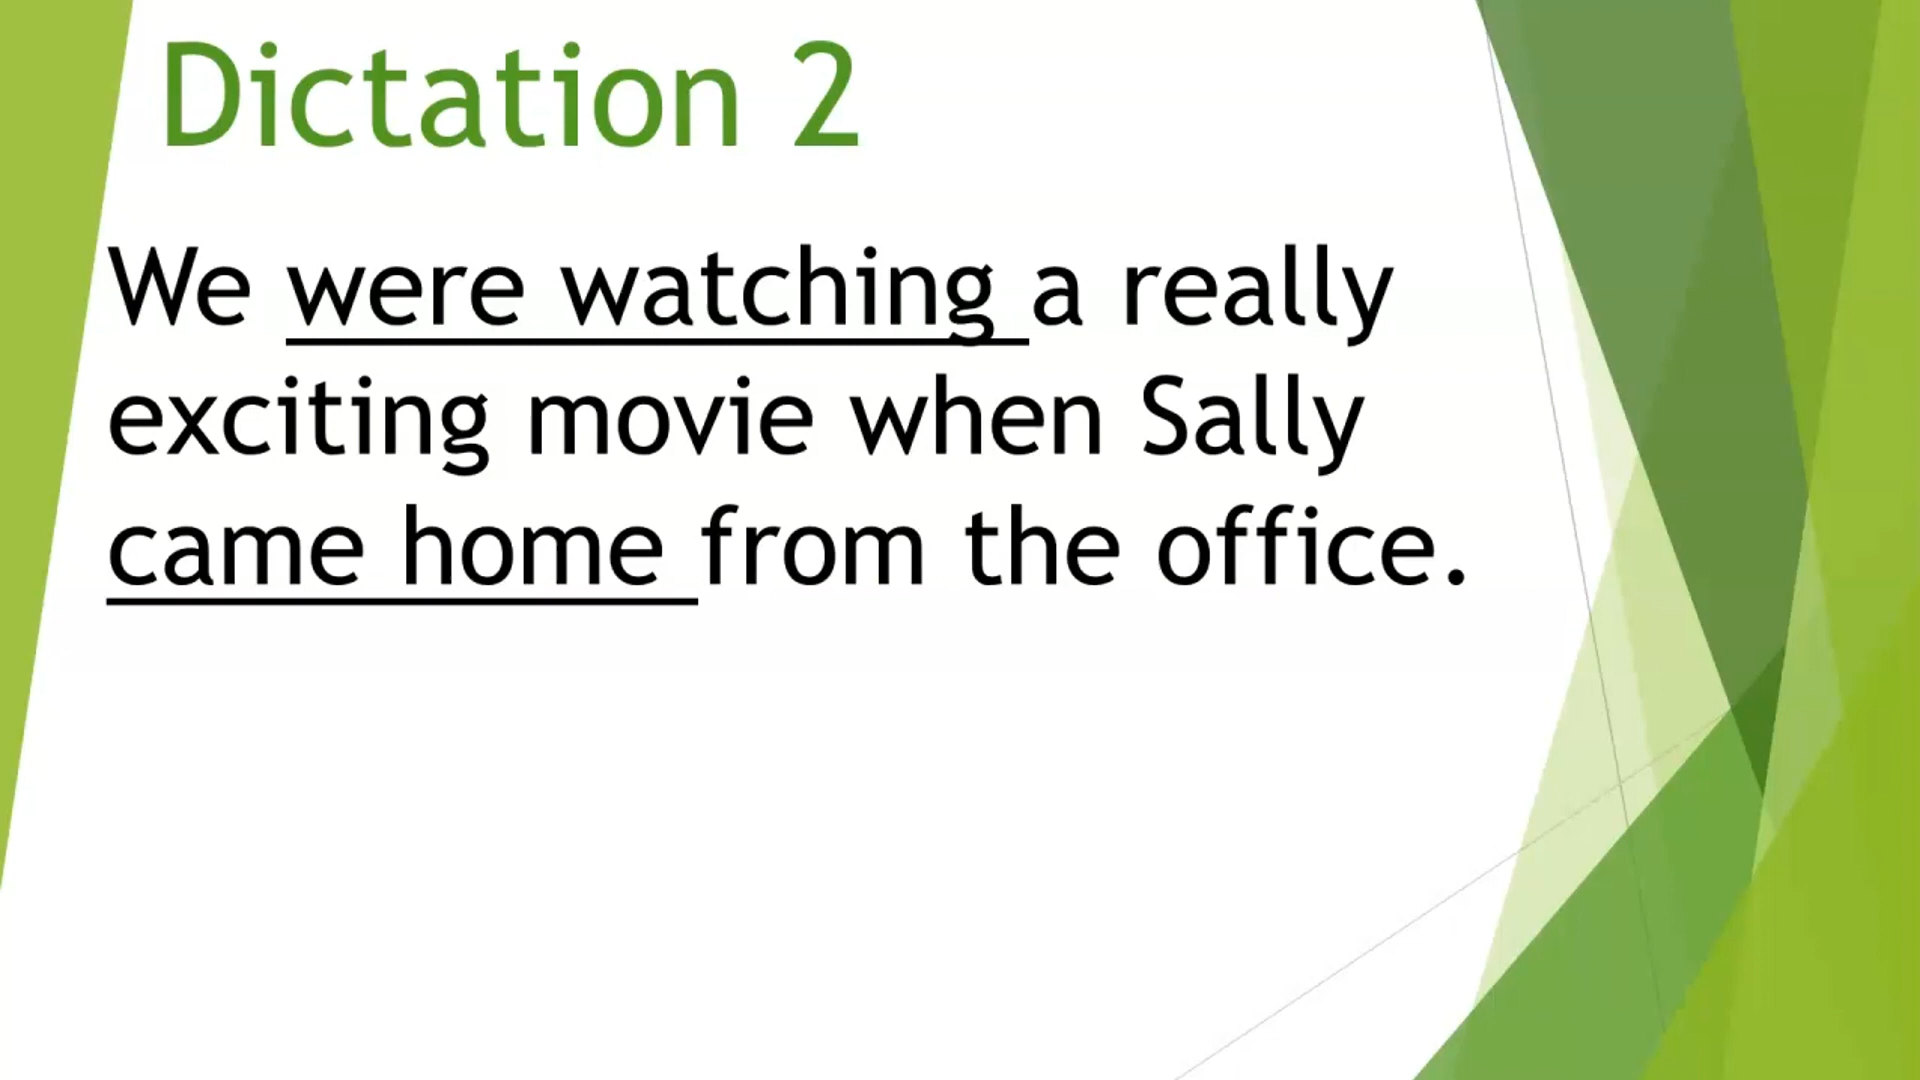 Dictation 2
We were watching a really
exciting movie when Sally
came home from the office.